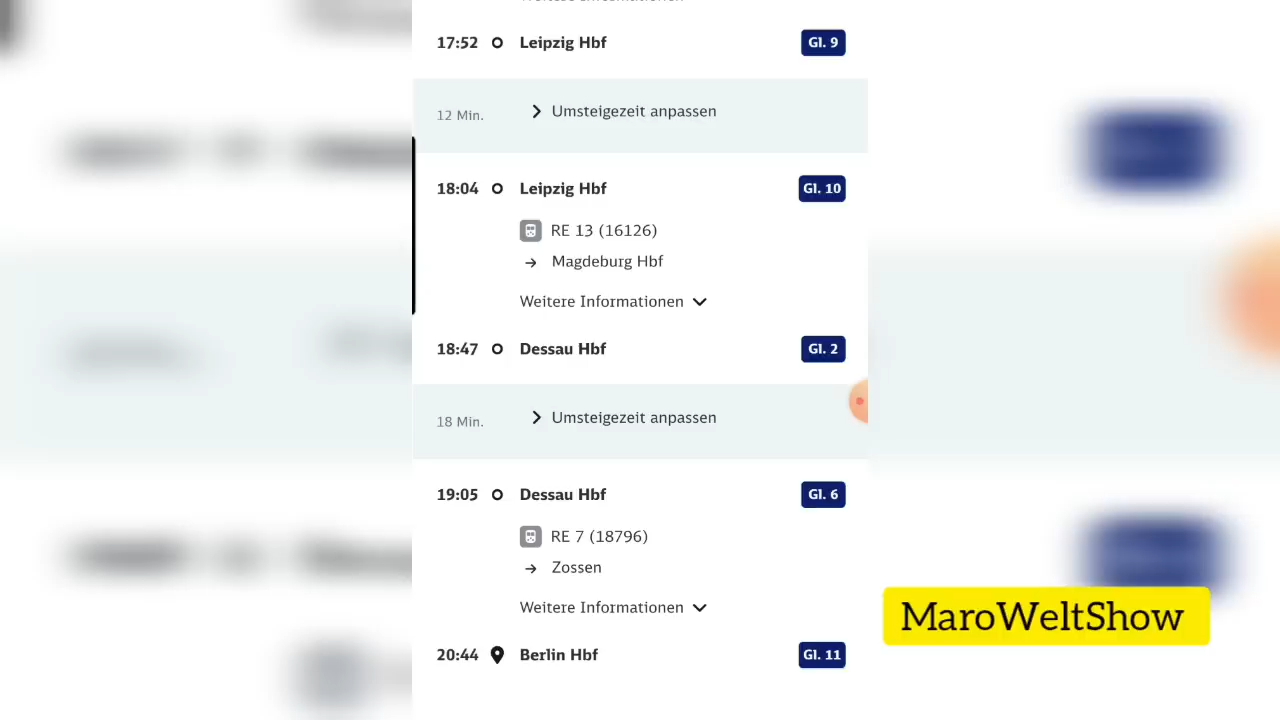 17:52 Leipzig Hbf Gl. 9
12 Min. Umsteigezeit anpassen
18:04 Leipzig Hbf Gl. 10
RE 13 (16126)
→ Magdeburg Hbf
Weitere Informationen
18:47 Dessau Hbf Gl. 2
18 Min. Umsteigezeit anpassen
19:05 Dessau Hbf Gl. 6
RE 7 (18796)
→ Zossen
Weitere Informationen
MaroWeltShow
20:44 Berlin Hbf Gl. 11